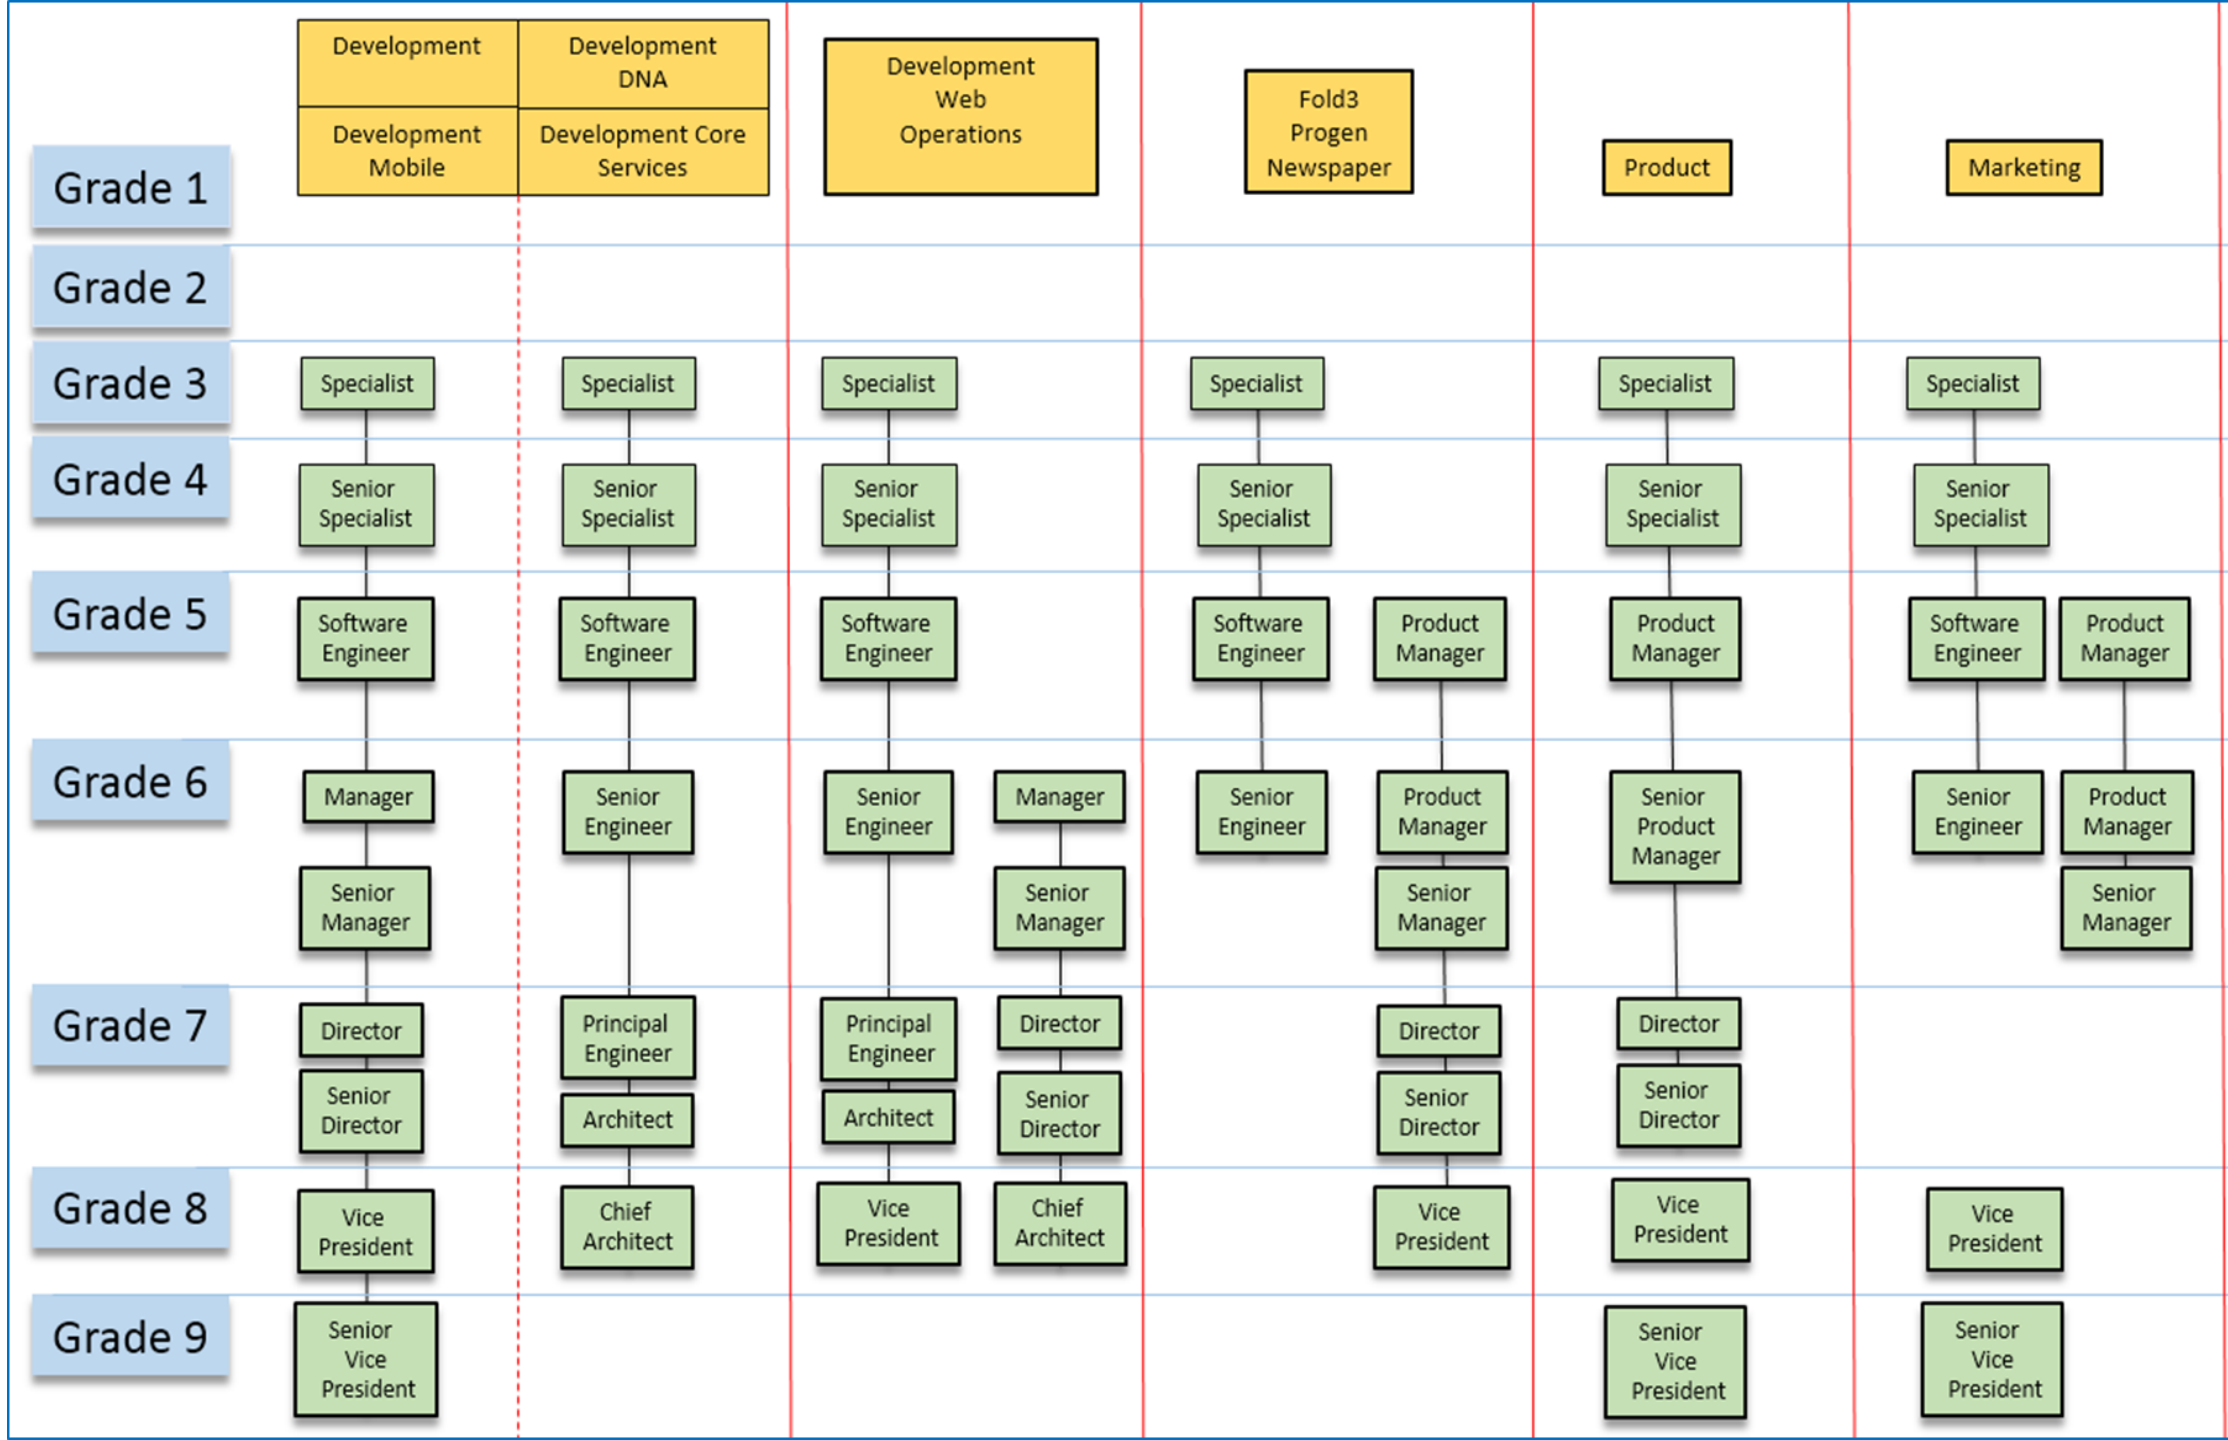 Development
Development
DNA
Development
Mobile
Development Core
Services
Development
Web
Operations
Fold3
Progen
Newspaper
Product
Marketing
Grade 1
Grade 2
Grade 3
Specialist
Specialist
Specialist
Specialist
Specialist
Specialist
Grade 4
Senior
Specialist
Senior
Specialist
Senior
Specialist
Senior
Specialist
Senior
Specialist
Senior
Specialist
Grade 5
Software
Engineer
Software
Engineer
Software
Engineer
Software
Engineer
Product
Manager
Product
Manager
Software
Engineer
Product
Manager
Grade 6
Manager
Senior
Manager
Senior
Engineer
Senior
Engineer
Manager
Senior
Manager
Senior
Engineer
Product
Manager
Senior
Manager
Senior
Product
Manager
Senior
Engineer
Product
Manager
Senior
Manager
Grade 7
Director
Senior
Director
Principal
Engineer
Architect
Principal
Engineer
Architect
Director
Senior
Director
Director
Senior
Director
Director
Senior
Director
Grade 8
Vice
President
Chief
Architect
Vice
President
Chief
Architect
Vice
President
Vice
President
Vice
President
Grade 9
Senior
Vice
President
Senior
Vice
President
Senior
Vice
President